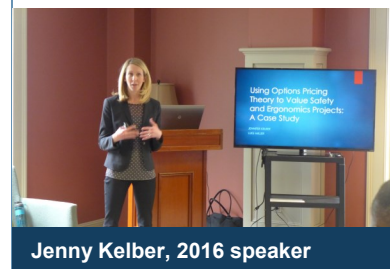 Using Options Pricing
Theory to Value Safety
and Ergonomics Projects:
A Case Study
Jenny Kelber, 2016 speaker